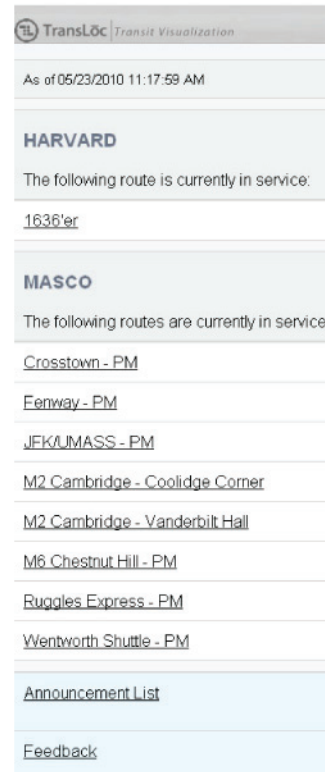 TL TransLōc Transit Visualization
As of 05/23/2010 11:17:59 AM
HARVARD
The following route is currently in service:
1636'er
MASCO
The following routes are currently in service
Crosstown - PM
Fenway - PM
JFK/UMASS - PM
M2 Cambridge - Coolidge Corner
M2 Cambridge - Vanderbilt Hall
M6 Chestnut Hill - PM
Ruggles Express - PM
Wentworth Shuttle - PM
Announcement List
Feedback